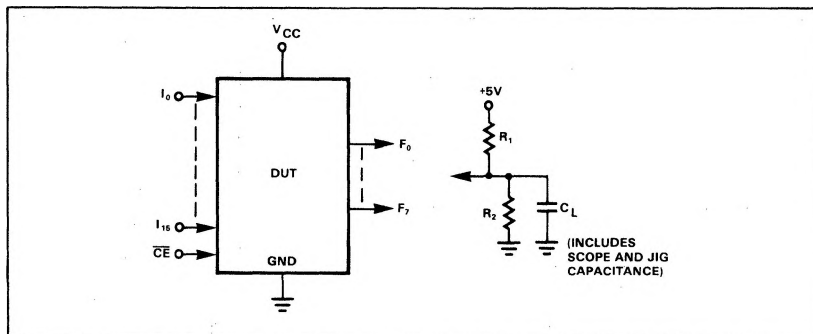 VCC
I0
+5V
R1
F0
DUT
F7
R2
CL
I15
CE
GND
(INCLUDES
SCOPE AND JIG
CAPACITANCE)